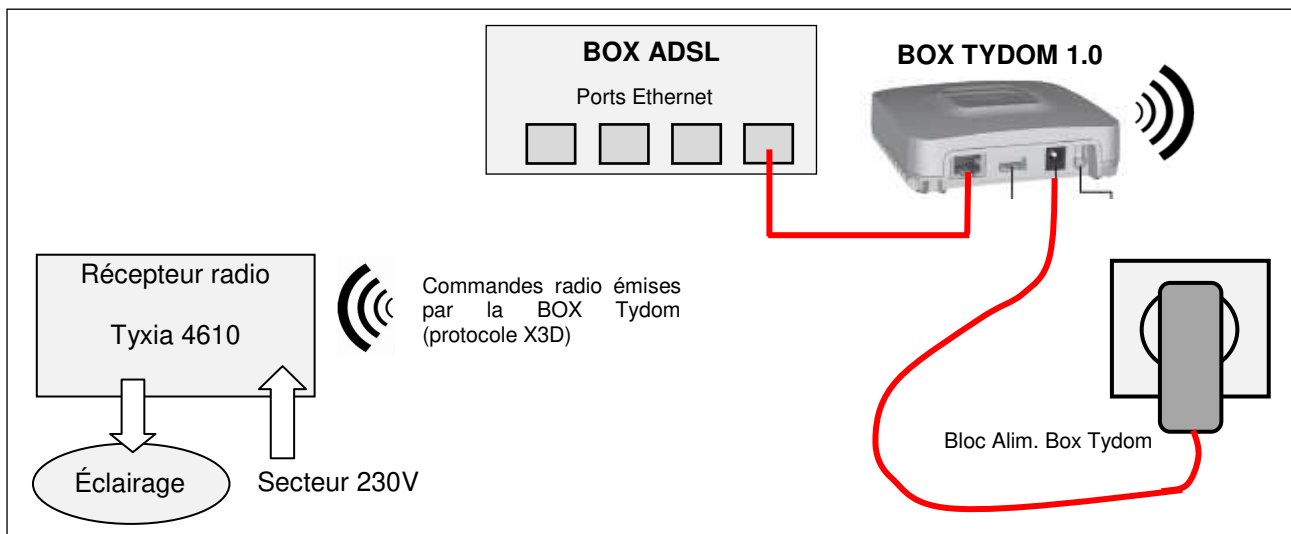 BOX ADSL
Ports Ethernet
BOX TYDOM 1.0
Récepteur radio
Tyxia 4610
Commandes radio émises
par la BOX Tydom
(protocole X3D)
Bloc Alim. Box Tydom
Éclairage
Secteur 230V